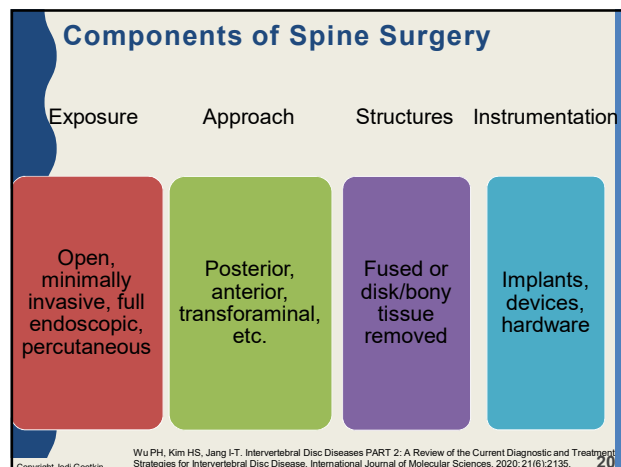 Components of Spine Surgery
Exposure
Approach
Structures
Instrumentation
Open,
minimally
invasive, full
endoscopic,
percutaneous
Posterior,
anterior,
transforaminal,
etc.
Fused or
disk/bony
tissue
removed
Implants,
devices,
hardware
Wu PH, Kim HS, Jang I-T. Intervertebral Disc Diseases PART 2: A Review of the Current Diagnostic and Treatment
Strategies for Intervertebral Disc Disease. International Journal of Molecular Sciences. 2020; 21(6):2135.
20
Copyright Jodi